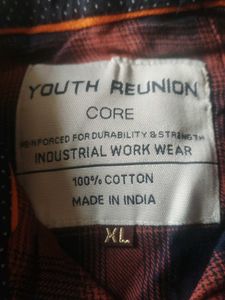 YOUTH REUNION
CORE
REINFORCED FOR DURABILITY & STRENGTH
INDUSTRIAL WORK WEAR
100% COTTON
MADE IN INDIA
XL